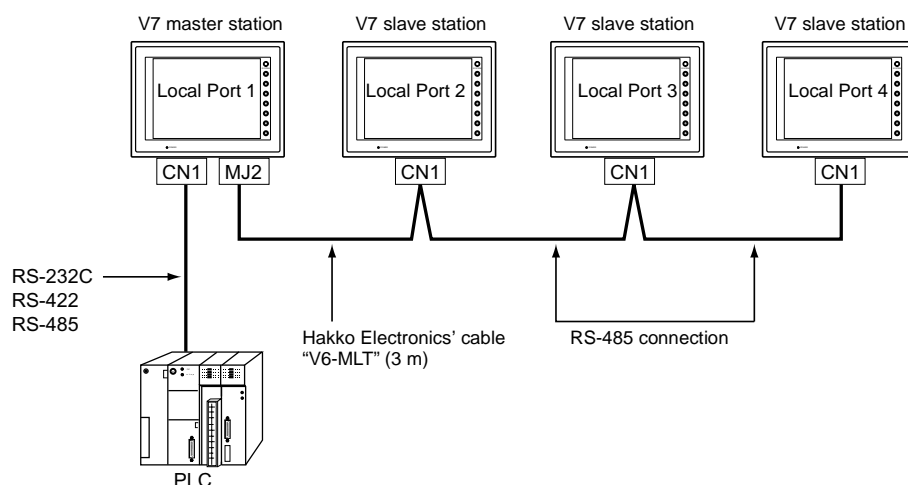 V7 master station
V7 slave station
V7 slave station
V7 slave station
Local Port 1
Local Port 2
Local Port 3
Local Port 4
CN1
MJ2
CN1
CN1
CN1
RS-232C
RS-422
RS-485
Hakko Electronics’ cable
“V6-MLT” (3 m)
RS-485 connection
PLC